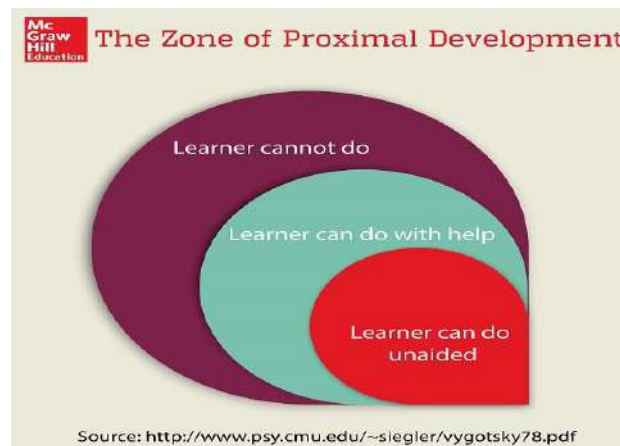 Mc
Graw
Hill
Education
The Zone of Proximal Development
Learner cannot do
Learner can do with help
Learner can do
unaided
Source: http://www.psy.cmu.edu/~siegler/vygotsky78.pdf